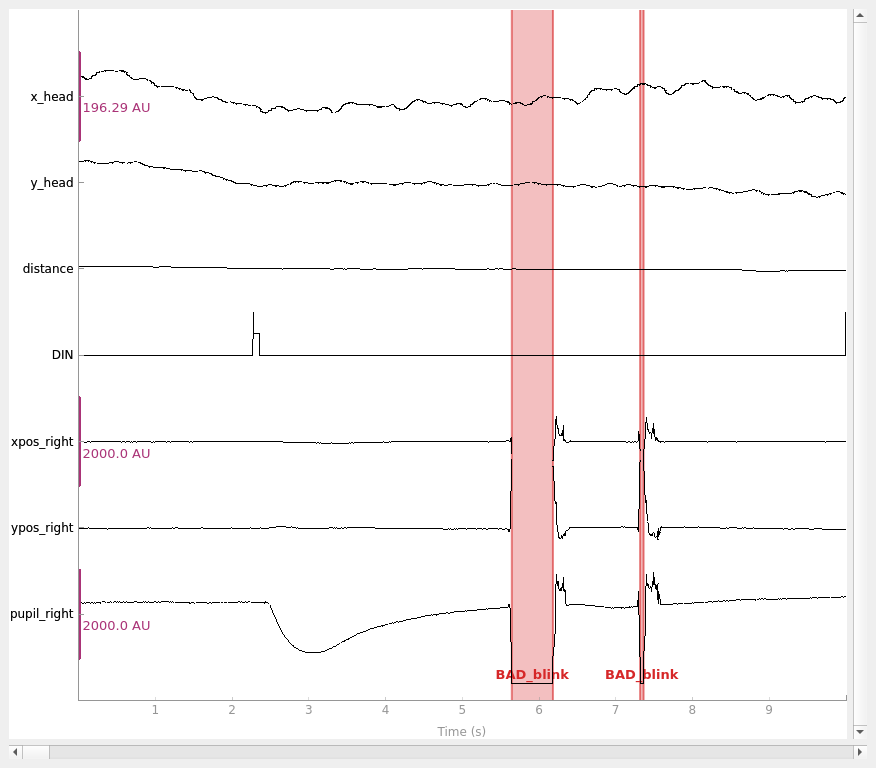 x_head
196.29 AU
y_head
distance
DIN
xpos_right
2000.0 AU
ypos_right
pupil_right
2000.0 AU
BAD_blink BAD_blink
1 2 3 4 5 6 7 8 9
Time (s)